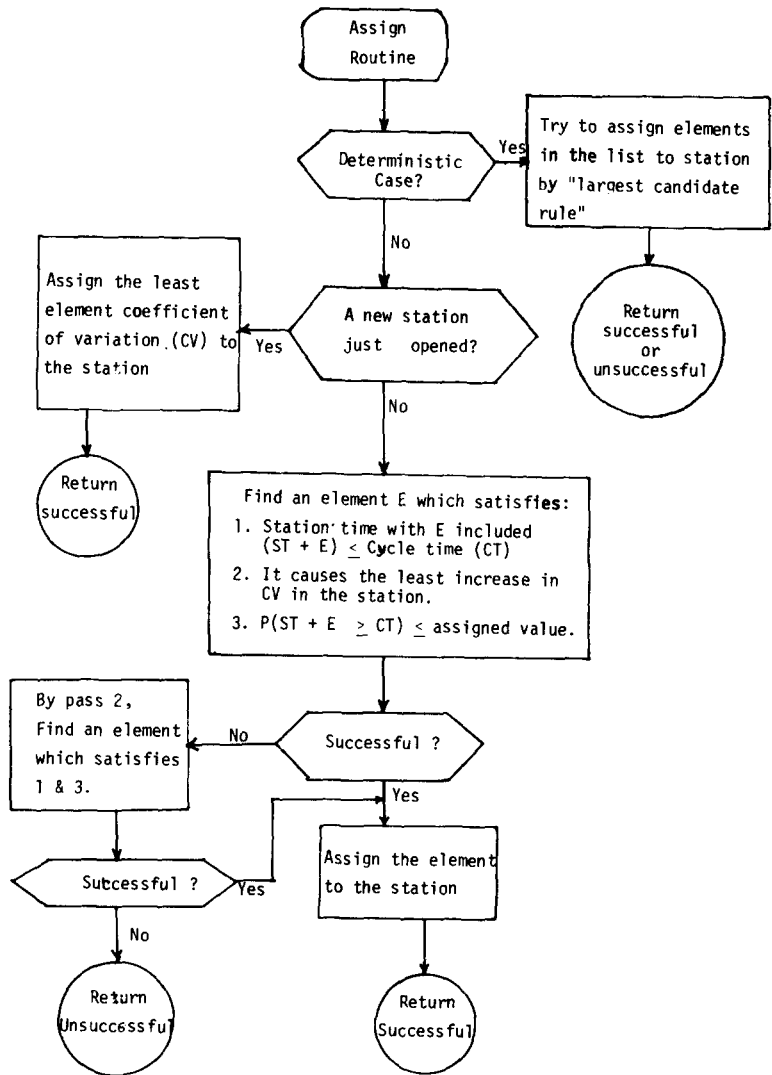 Assign
Routine
Deterministic
Case?
Yes
Try to assign elements
in the list to station
by "largest candidate
rule"
Return
successful
or
unsuccessful
No
A new station
just opened?
Yes
Assign the least
element coefficient
of variation (CV) to
the station
Return
successful
No
Find an element E which satisfies:
1. Station time with E included
(ST + E) ≤ Cycle time (CT)
2. It causes the least increase in
CV in the station.
3. P(ST + E ≥ CT) ≤ assigned value.
Successful ?
No
By pass 2,
Find an element
which satisfies
1 & 3.
Yes
Successful ?
Yes
Assign the element
to the station
No
Return
Unsuccessful
Return
Successful